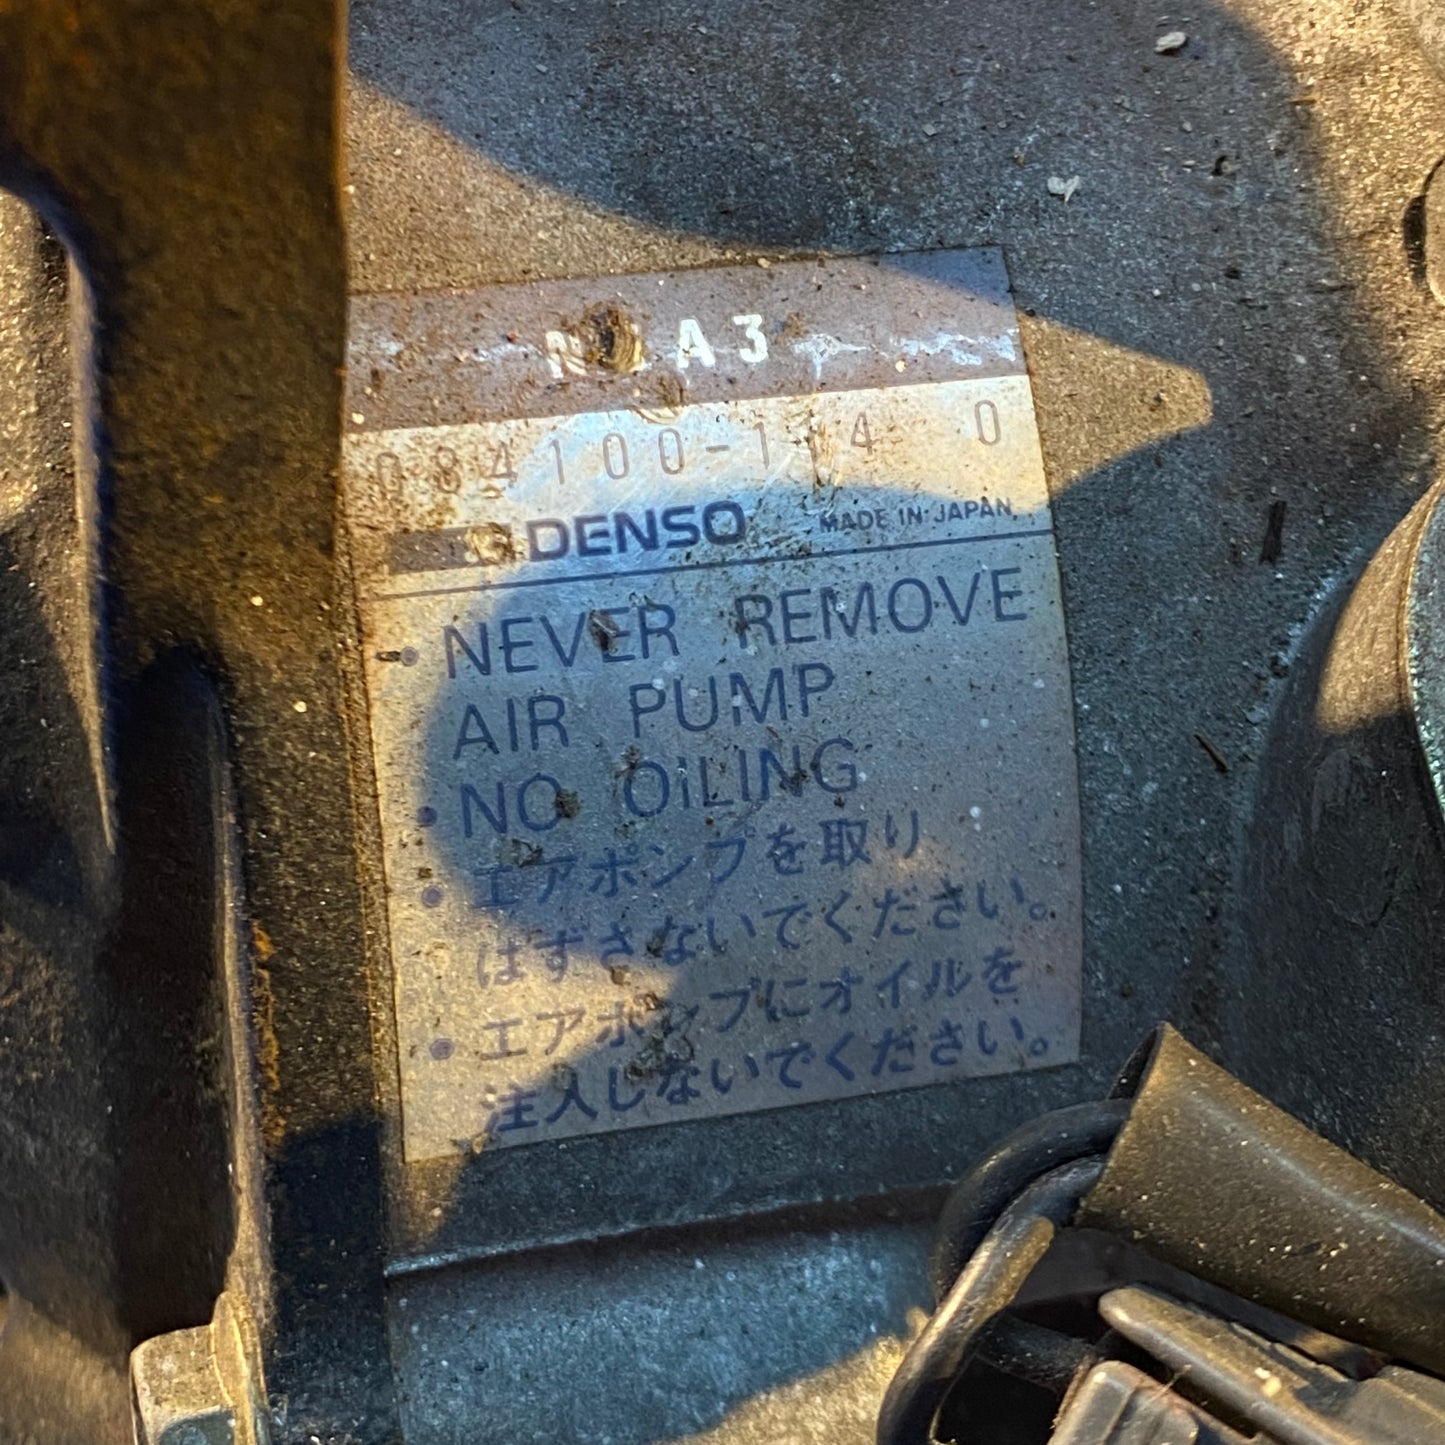 A3
DENSO MADE IN JAPAN
• NEVER REMOVE
AIR PUMP
• NO OiLING
• エアポンプを取り
はずさないでください。
• エアポンプにオイルを
注入しないでください。